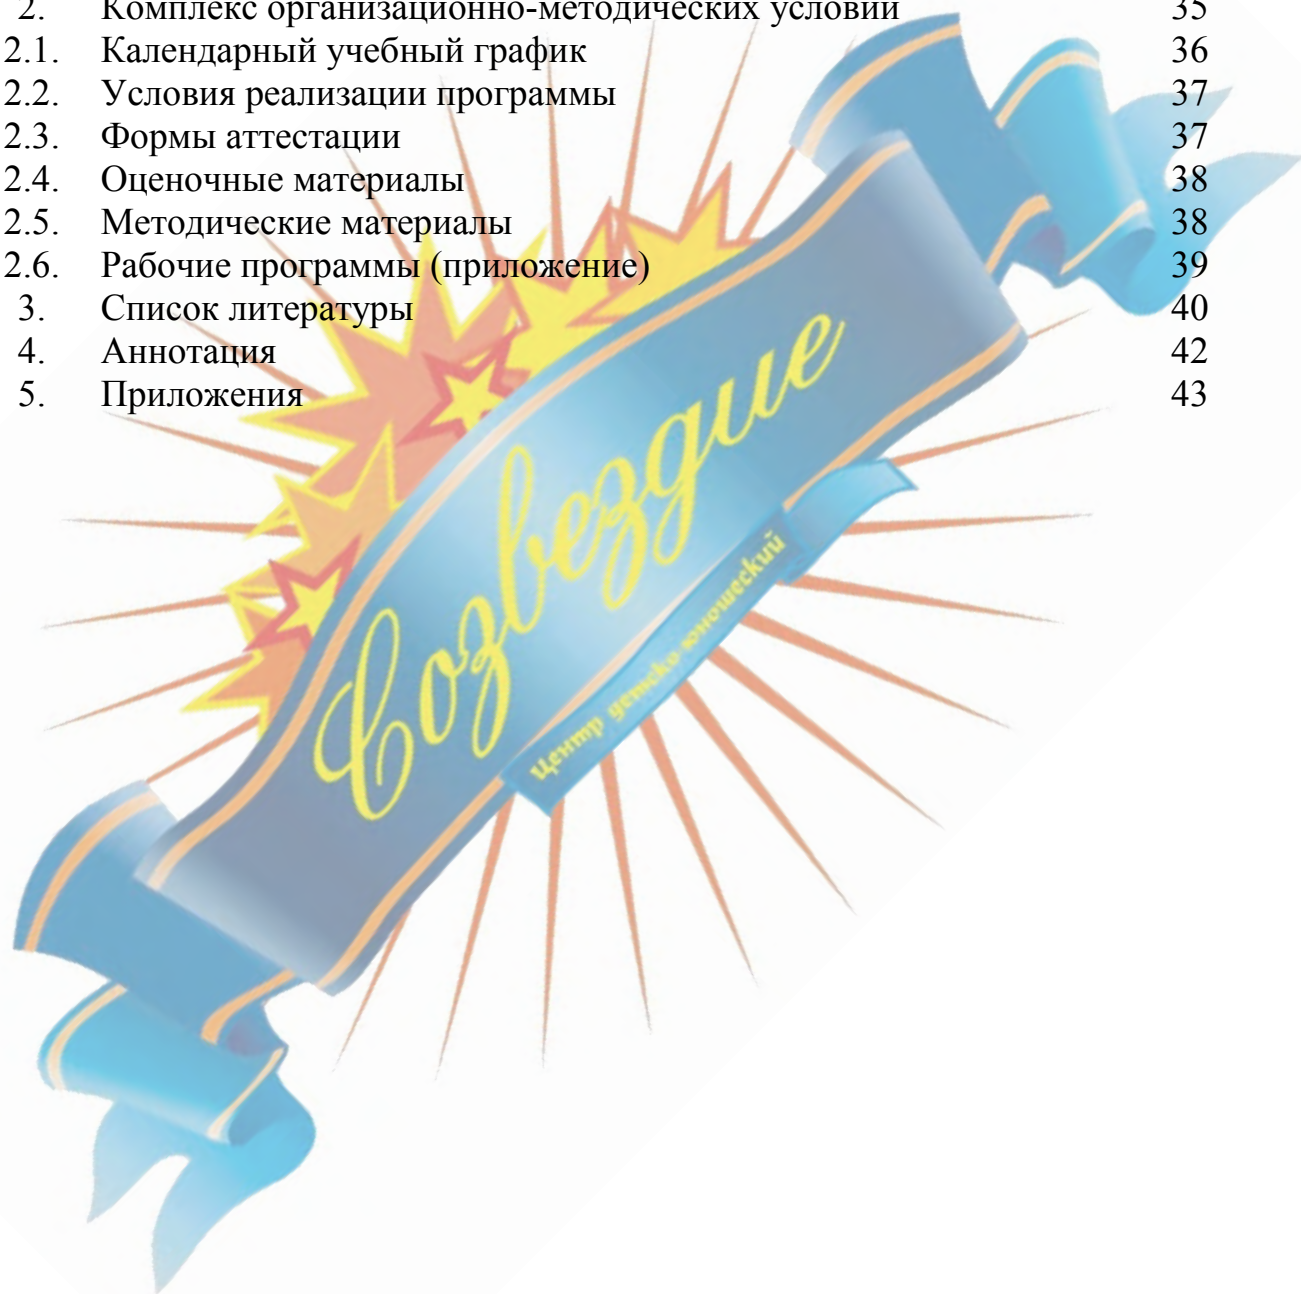 2. Комплекс организационно-методических условий 35
2.1. Календарный учебный график 36
2.2. Условия реализации программы 37
2.3. Формы аттестации 37
2.4. Оценочные материалы 38
2.5. Методические материалы 38
2.6. Рабочие программы (приложение) 39
3. Список литературы 40
4. Аннотация 42
5. Приложения 43
Созвездие
Центр детско-юношеский